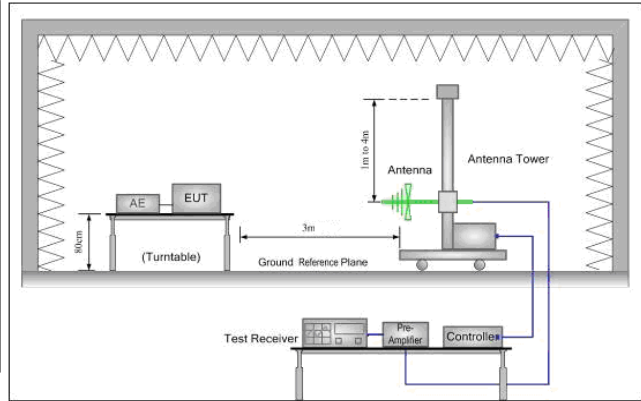 1m to 4m
Antenna
Antenna Tower
AE
EUT
3m
80cm
(Turntable)
Ground Reference Plane
Test Receiver
Pre-
Amplifier
Controller